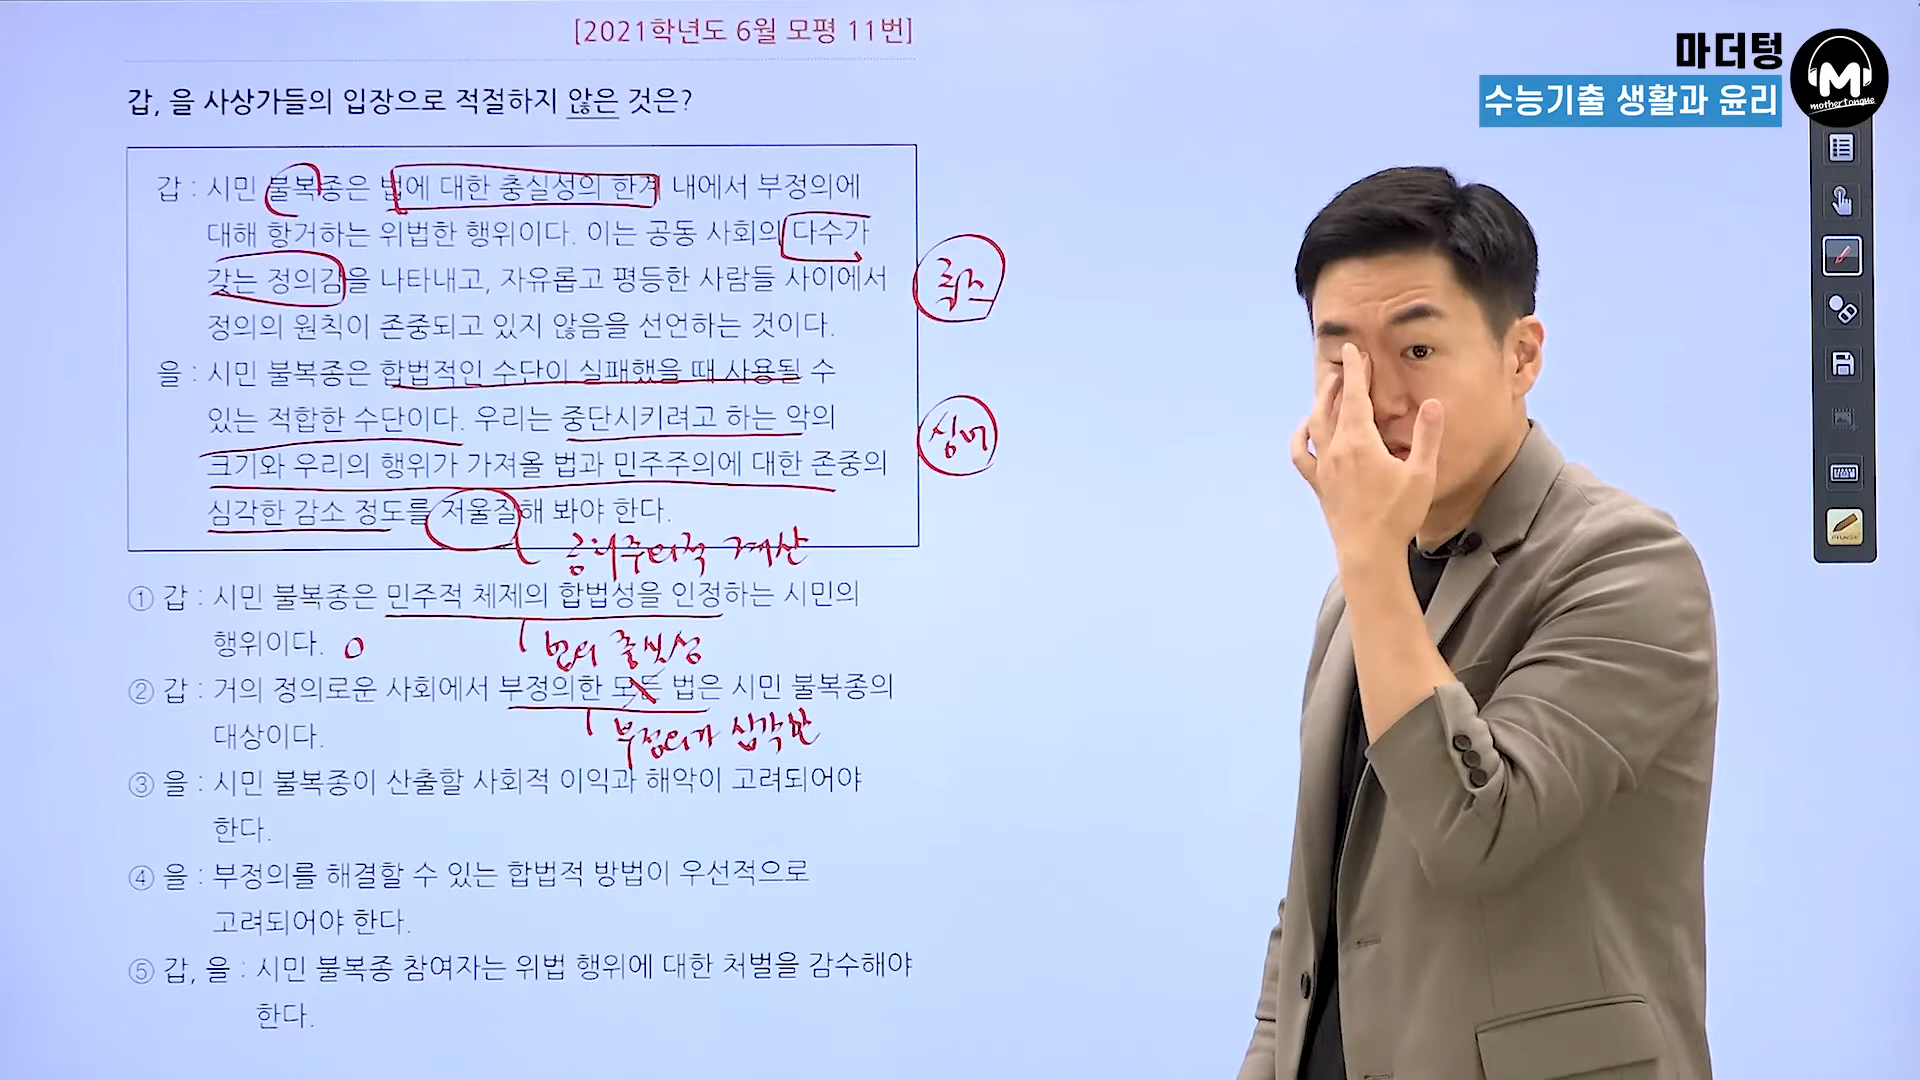 [2021학년도 6월 모평 11번]
마더텅
수능기출 생활과 윤리
M
mothertongue
갑, 을 사상가들의 입장으로 적절하지 않은 것은?
갑 : 시민 불복종은 법에 대한 충실성의 한계 내에서 부정의에
대해 항거하는 위법한 행위이다. 이는 공동 사회의 다수가
갖는 정의감을 나타내고, 자유롭고 평등한 사람들 사이에서
롤즈
정의의 원칙이 존중되고 있지 않음을 선언하는 것이다.
을 : 시민 불복종은 합법적인 수단이 실패했을 때 사용될 수
있는 적합한 수단이다. 우리는 중단시키려고 하는 악의
싱어
크기와 우리의 행위가 가져올 법과 민주주의에 대한 존중의
심각한 감소 정도를 저울질해 봐야 한다.
공리주의적 계산
① 갑 : 시민 불복종은 민주적 체제의 합법성을 인정하는 시민의
행위이다. O
법의 충실성
② 갑 : 거의 정의로운 사회에서 부정의한 모든 법은 시민 불복종의
대상이다.
부정의가 심각한
③ 을 : 시민 불복종이 산출할 사회적 이익과 해악이 고려되어야
한다.
④ 을 : 부정의를 해결할 수 있는 합법적 방법이 우선적으로
고려되어야 한다.
⑤ 갑, 을 : 시민 불복종 참여자는 위법 행위에 대한 처벌을 감수해야
한다.